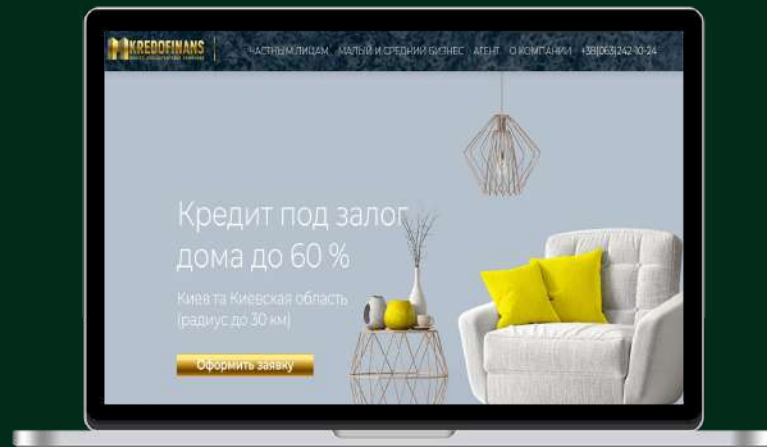 KREDOFINANS
ЧАСТНЫМ ЛИЦАМ МАЛЫЙ И СРЕДНИЙ БИЗНЕС АГЕНТ О КОМПАНИИ +38(063)242-10-24
Кредит под залог
дома до 60 %
Киев та Киевская область
(радиус до 30 км)
Оформить заявку